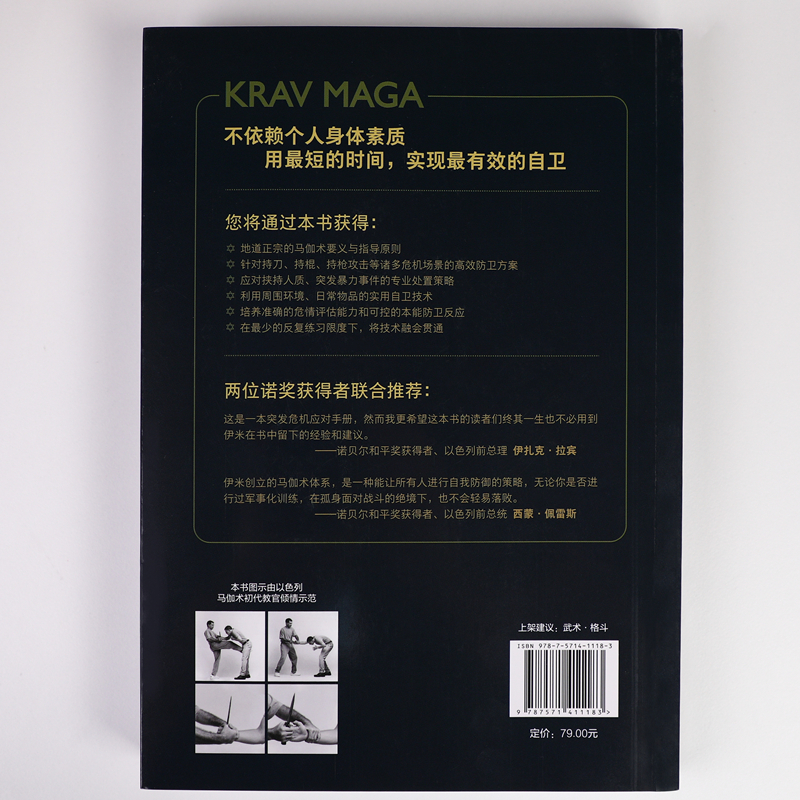 KRAV MAGA
不依赖个人身体素质
用最短的时间，实现最有效的自卫
您将通过本书获得：
地道正宗的马伽术要义与指导原则
针对持刀、持棍、持枪攻击等诸多危机场景的高效防卫方案
应对挟持人质、突发暴力事件的专业处置策略
利用周围环境、日常物品的实用自卫技术
培养准确的危情评估能力和可控的本能防卫反应
在最少的反复练习限度下，将技术融会贯通
两位诺奖获得者联合推荐：
这是一本突发危机应对手册，然而我更希望这本书的读者们终其一生也不必用到
伊米在书中留下的经验和建议。
——诺贝尔和平奖获得者、以色列前总理 伊扎克·拉宾
伊米创立的马伽术体系，是一种能让所有人进行自我防御的策略，无论你是否进
行过军事化训练，在孤身面对战斗的绝境下，也不会轻易落败。
——诺贝尔和平奖获得者、以色列前总统 西蒙·佩雷斯
本书图示由以色列
马伽术初代教官倾情示范
上架建议：武术·格斗
ISBN 978-7-5714-1118-3
9 787571 411183>
定价：79.00元